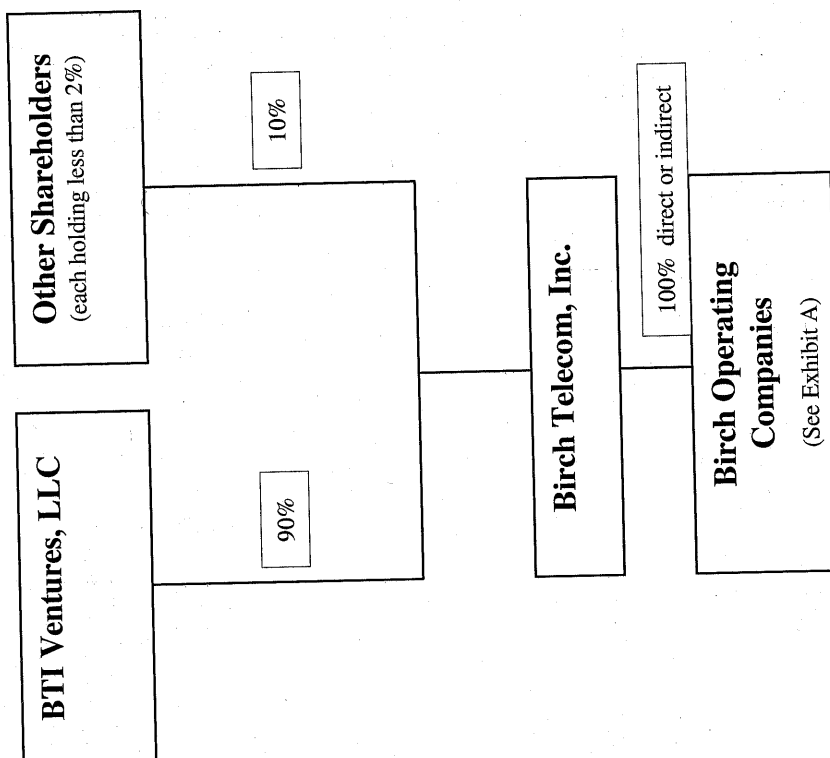 BTI Ventures, LLC
Other Shareholders
(each holding less than 2%)
90%
10%
Birch Telecom, Inc.
100% direct or indirect
Birch Operating
Companies
(See Exhibit A)